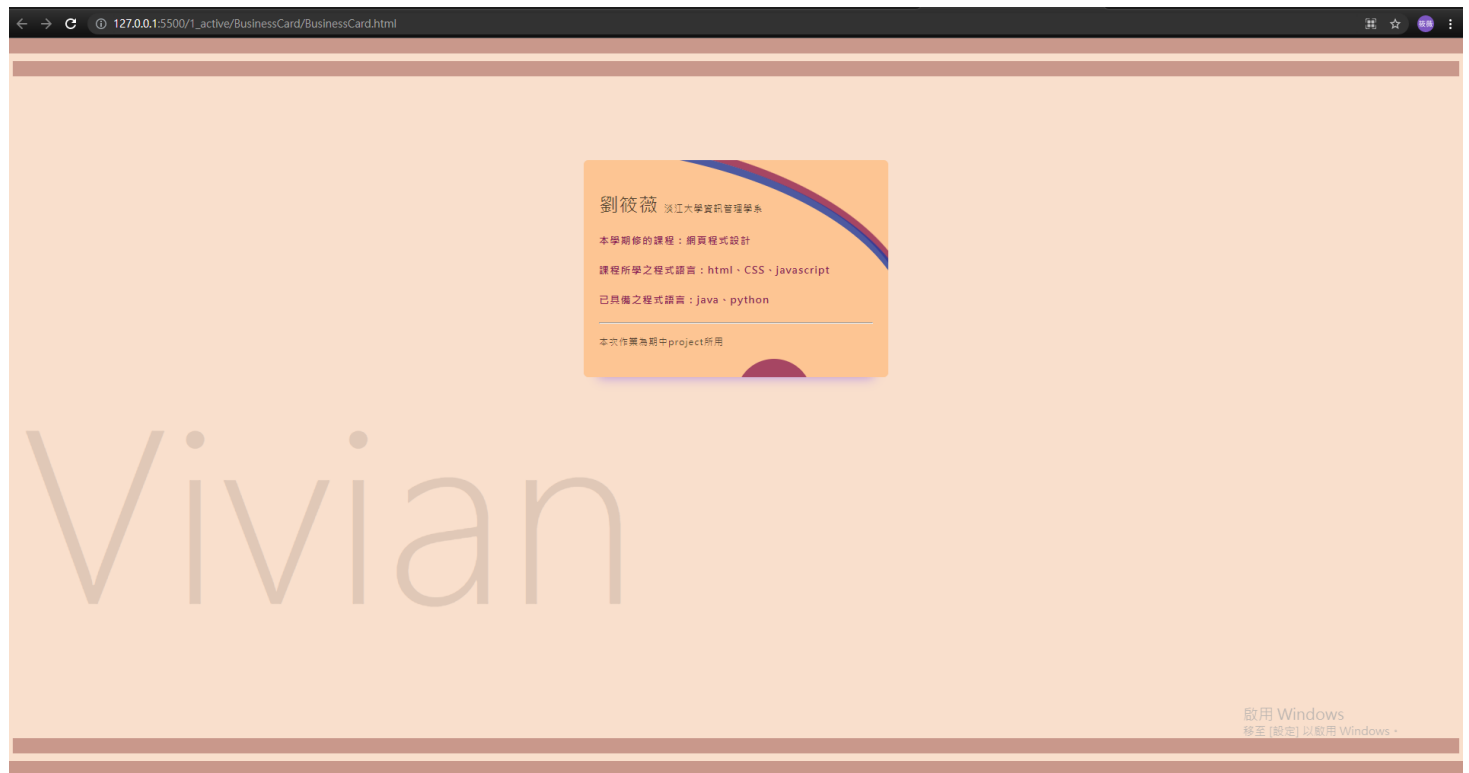 127.0.0.1:5500/1_active/BusinessCard/BusinessCard.html
筱薇
劉筱薇 淡江大學資訊管理學系
本學期修的課程：網頁程式設計
課程所學之程式語言：html、CSS、javascript
已具備之程式語言：java、python
本次作業為期中project所用
Vivian
啟用 Windows
移至 [設定] 以啟用 Windows。